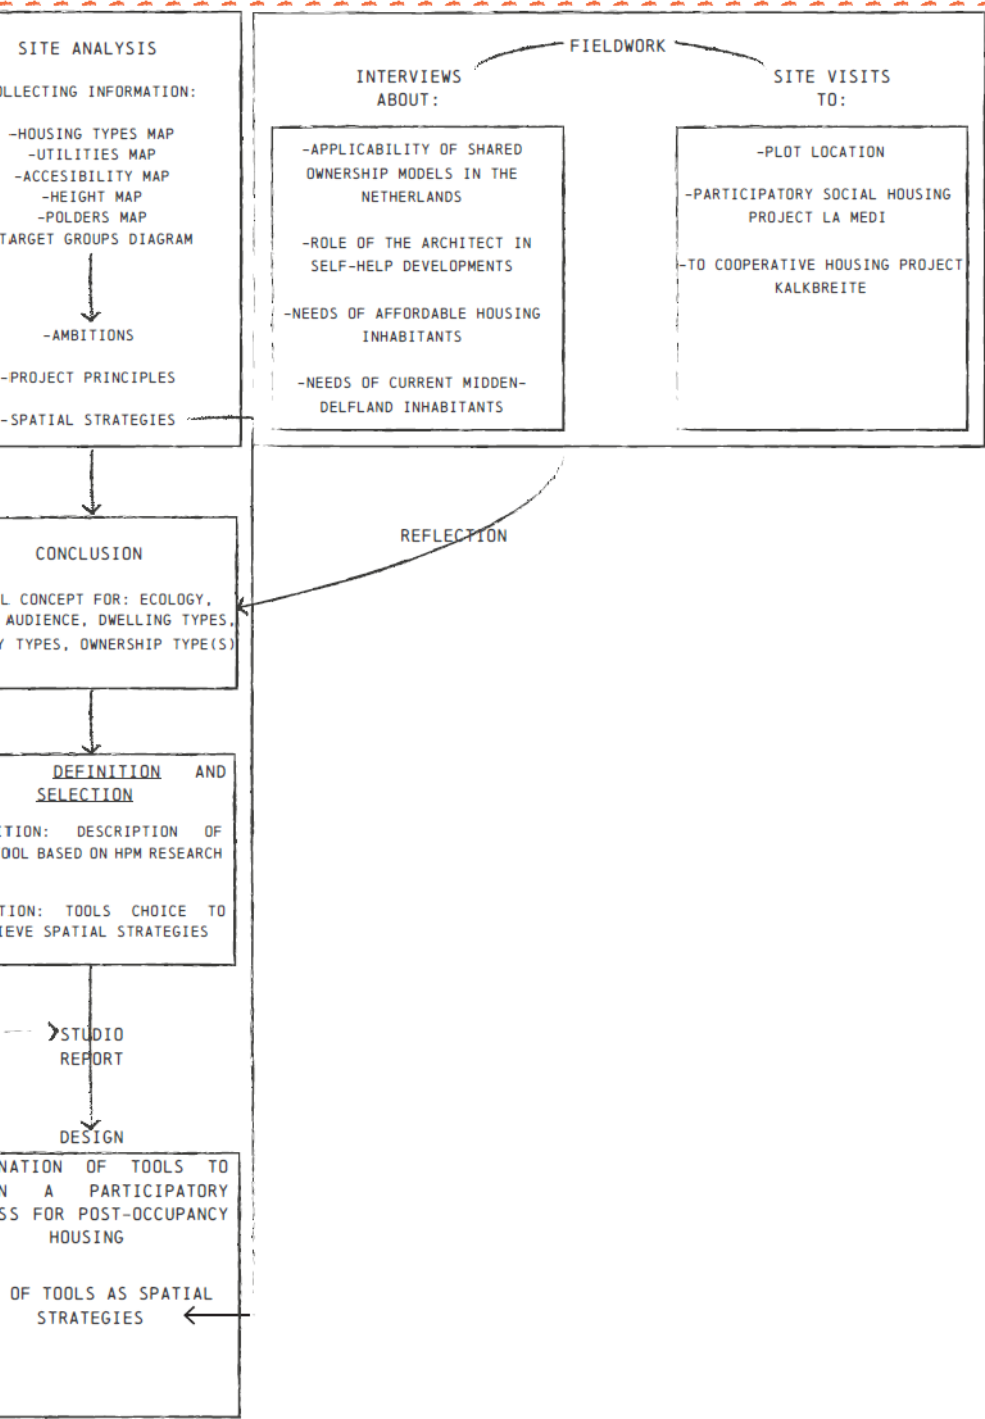 SITE ANALYSIS
OLLECTING INFORMATION:
-HOUSING TYPES MAP
-UTILITIES MAP
-ACCESIBILITY MAP
-HEIGHT MAP
-POLDERS MAP
TARGET GROUPS DIAGRAM
-AMBITIONS
-PROJECT PRINCIPLES
-SPATIAL STRATEGIES
FIELDWORK
INTERVIEWS
ABOUT:
-APPLICABILITY OF SHARED
OWNERSHIP MODELS IN THE
NETHERLANDS
-ROLE OF THE ARCHITECT IN
SELF-HELP DEVELOPMENTS
-NEEDS OF AFFORDABLE HOUSING
INHABITANTS
-NEEDS OF CURRENT MIDDEN-
DELFLAND INHABITANTS
SITE VISITS
TO:
-PLOT LOCATION
-PARTICIPATORY SOCIAL HOUSING
PROJECT LA MEDI
-TO COOPERATIVE HOUSING PROJECT
KALKBREITE
REFLECTION
CONCLUSION
L CONCEPT FOR: ECOLOGY,
AUDIENCE, DWELLING TYPES,
Y TYPES, OWNERSHIP TYPE(S)
DEFINITION AND
SELECTION
ITION: DESCRIPTION OF
OOL BASED ON HPM RESEARCH
TION: TOOLS CHOICE TO
IEVE SPATIAL STRATEGIES
STUDIO
REPORT
DESIGN
NATION OF TOOLS TO
N A PARTICIPATORY
SS FOR POST-OCCUPANCY
HOUSING
OF TOOLS AS SPATIAL
STRATEGIES